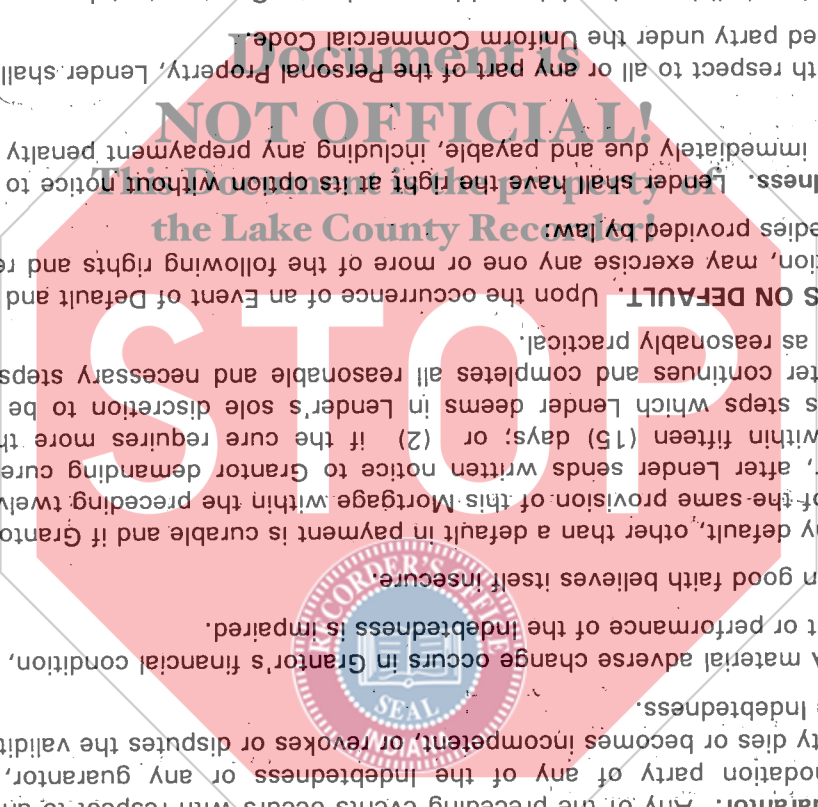 uarantor. Any of the preceding events occurs with respect to any
modation party of any of the Indebtedness or any guarantor,
ty dies or becomes incompetent, or revokes or disputes the validit
e Indebtedness.
A material adverse change occurs in Grantor's financial condition,
t or performance of the Indebtedness is impaired.
n good faith believes itself insecure.
y default, other than a default in payment is curable and if Granto
of the same provision of this Mortgage within the preceding twelv
r, after Lender sends written notice to Grantor demanding cure
within fifteen (15) days; or (2) if the cure requires more th
s steps which Lender deems in Lender's sole discretion to be
ter continues and completes all reasonable and necessary steps
as reasonably practical.
S ON DEFAULT. Upon the occurrence of an Event of Default and
tion, may exercise any one or more of the following rights and re
edies provided by law:
dness. Lender shall have the right at its option without notice to
immediately due and payable, including any prepayment penalty
th respect to all or any part of the Personal Property, Lender shall
ed party under the Uniform Commercial Code.
Document is
NOT OFFICIAL!
This Document is the property of
the Lake County Recorder!
STOP
RECORDER'S OFFICE
SEAL
INDIANA